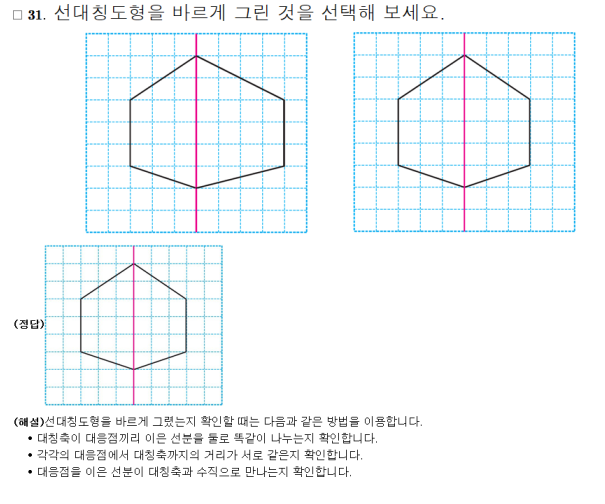 □ 31. 선대칭도형을 바르게 그린 것을 선택해 보세요.
(정답)
(해설)선대칭도형을 바르게 그렸는지 확인할 때는 다음과 같은 방법을 이용합니다.
• 대칭축이 대응점끼리 이은 선분을 둘로 똑같이 나누는지 확인합니다.
• 각각의 대응점에서 대칭축까지의 거리가 서로 같은지 확인합니다.
• 대응점을 이은 선분이 대칭축과 수직으로 만나는지 확인합니다.